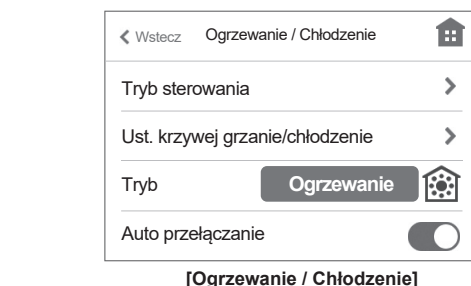 Wstecz Ogrzewanie / Chłodzenie
Tryb sterowania
Ust. krzywej grzanie/chłodzenie
Tryb Ogrzewanie
Auto przełączanie
[Ogrzewanie / Chłodzenie]